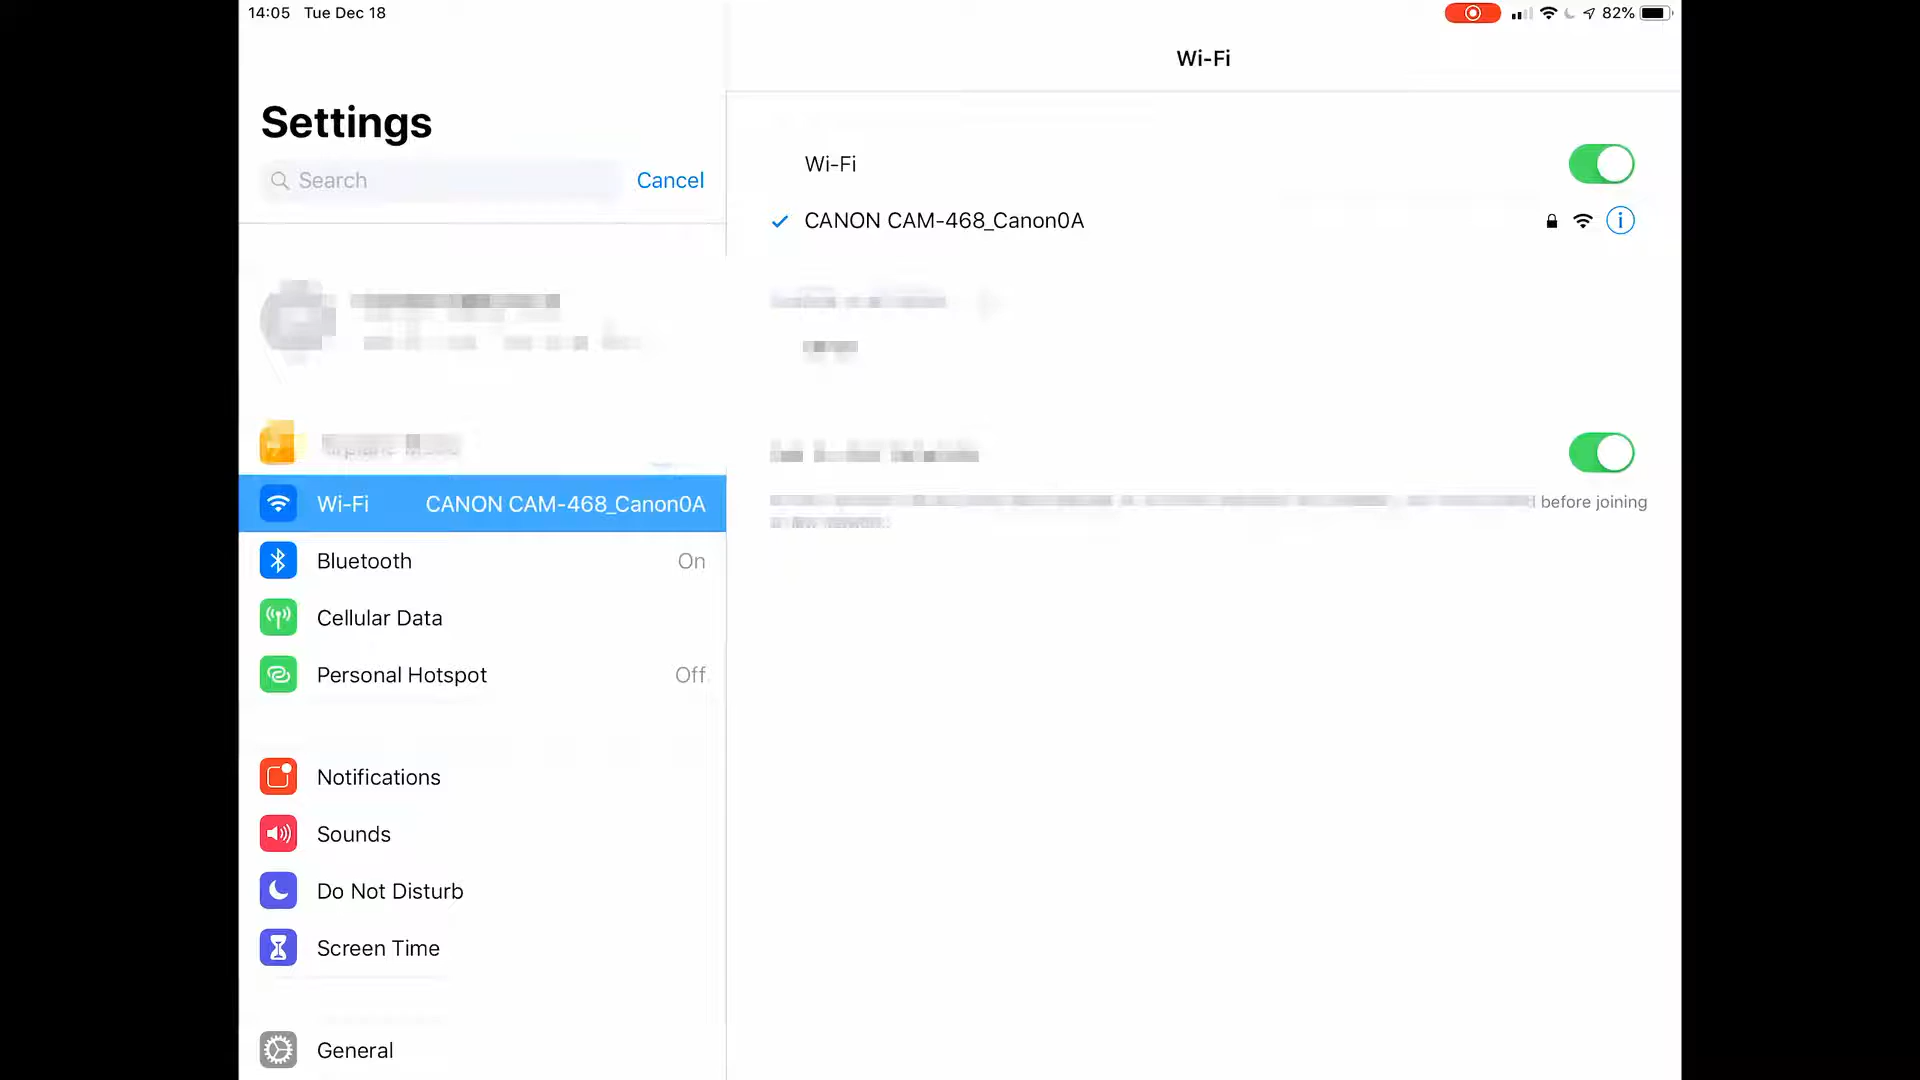 14:05 Tue Dec 18
82%
Settings
Search
Cancel
Wi-Fi CANON CAM-468_Canon0A
Bluetooth On
Cellular Data
Personal Hotspot Off
Notifications
Sounds
Do Not Disturb
Screen Time
General
Wi-Fi
Wi-Fi
CANON CAM-468_Canon0A
before joining